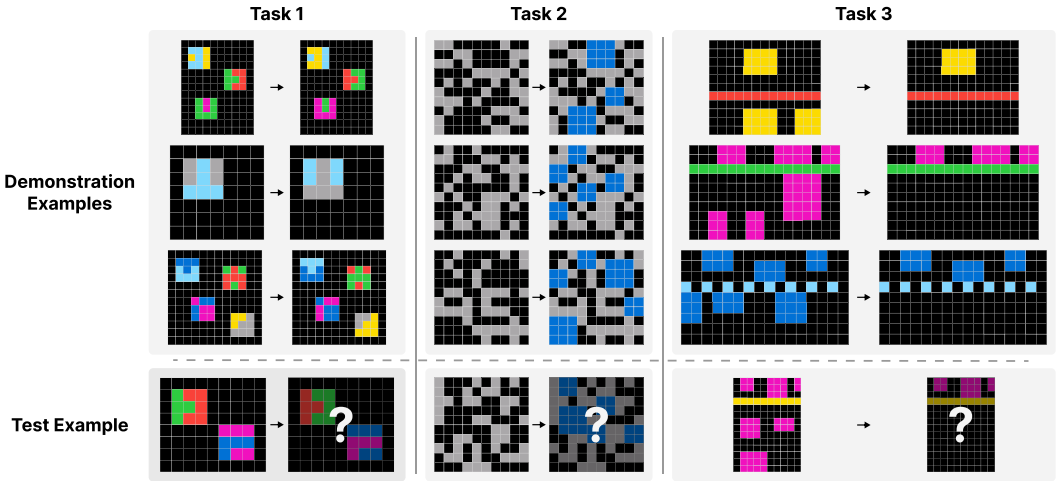 Task 1
Task 2
Task 3
Demonstration
Examples
Test Example
?
?
?